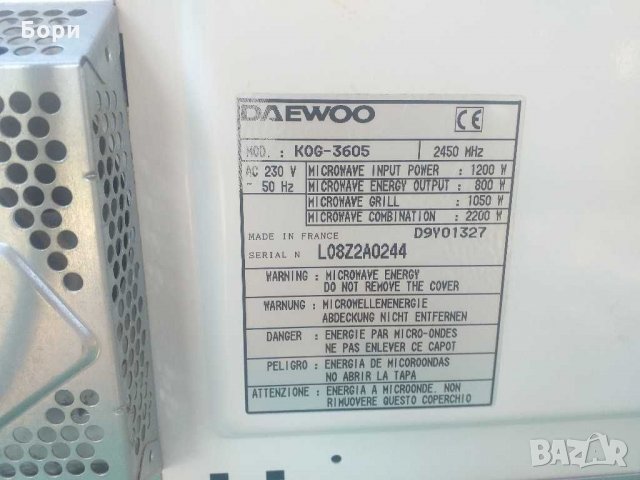 Бори
DAEWOO CE
MOD. : KOG-3605 2450 MHz
AC 230 V MICROWAVE INPUT POWER : 1200 W
~ 50 Hz MICROWAVE ENERGY OUTPUT : 800 W
MICROWAVE GRILL : 1050 W
MICROWAVE COMBINATION : 2200 W
MADE IN FRANCE D9Y01327
SERIAL N L08Z2A0244
WARNING : MICROWAVE ENERGY
DO NOT REMOVE THE COVER
WARNUNG : MICROWELLENENERGIE
ABDECKUNG NICHT ENTFERNEN
DANGER : ENERGIE PAR MICRO-ONDES
NE PAS ENLEVER CE CAPOT
PELIGRO : ENERGIA DE MICOROONDAS
NO ABRIR LA TAPA
ATTENZIONE : ENERGIA A MICROONDE. NON
RIMUOVERE QUESTO COPERCHIO
BAZAR